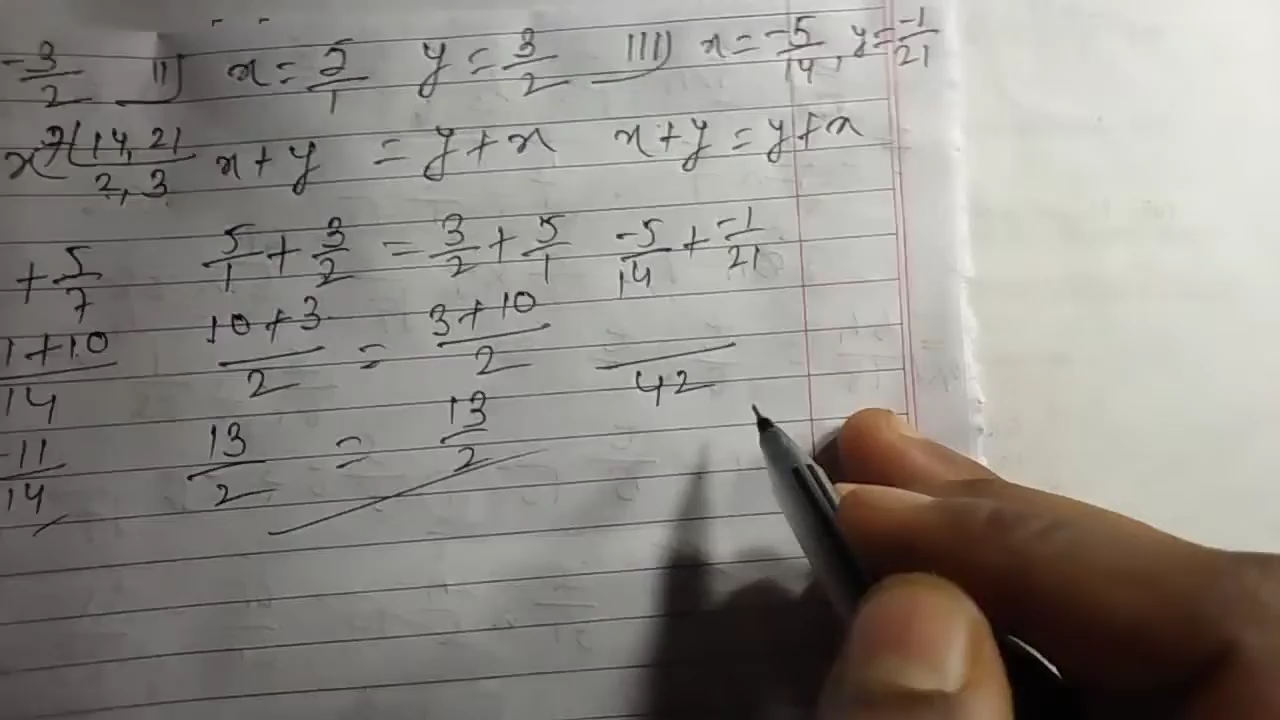 -3/2 II) x = 5/1 y = 3/2 III) x = -5/14, y = -1/21
x 7(14, 21 / 2, 3 x + y = y + x x + y = y + x
+ 5/7 5/1 + 3/2 = 3/2 + 5/1 -5/14 + -1/21
1+10/14 10+3/2 = 3+10/2 /42
-11/14 13/2 = 13/2